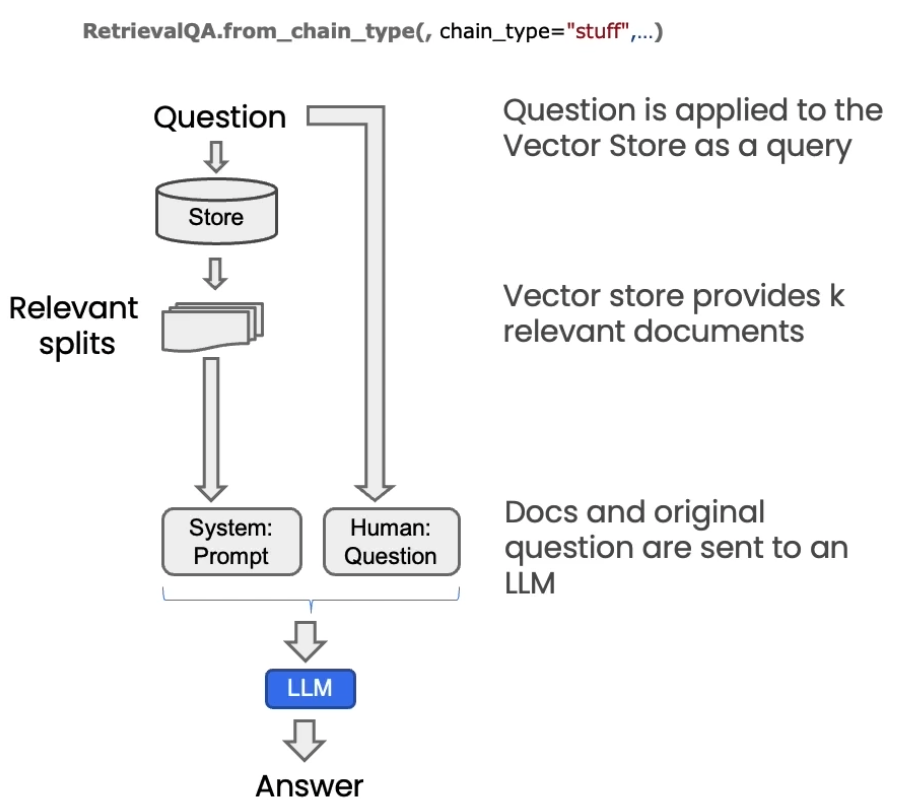 RetrievalQA.from_chain_type(, chain_type="stuff",...)
Question
Question is applied to the
Vector Store as a query
Store
Relevant
splits
Vector store provides k
relevant documents
System:
Prompt
Human:
Question
Docs and original
question are sent to an
LLM
LLM
Answer